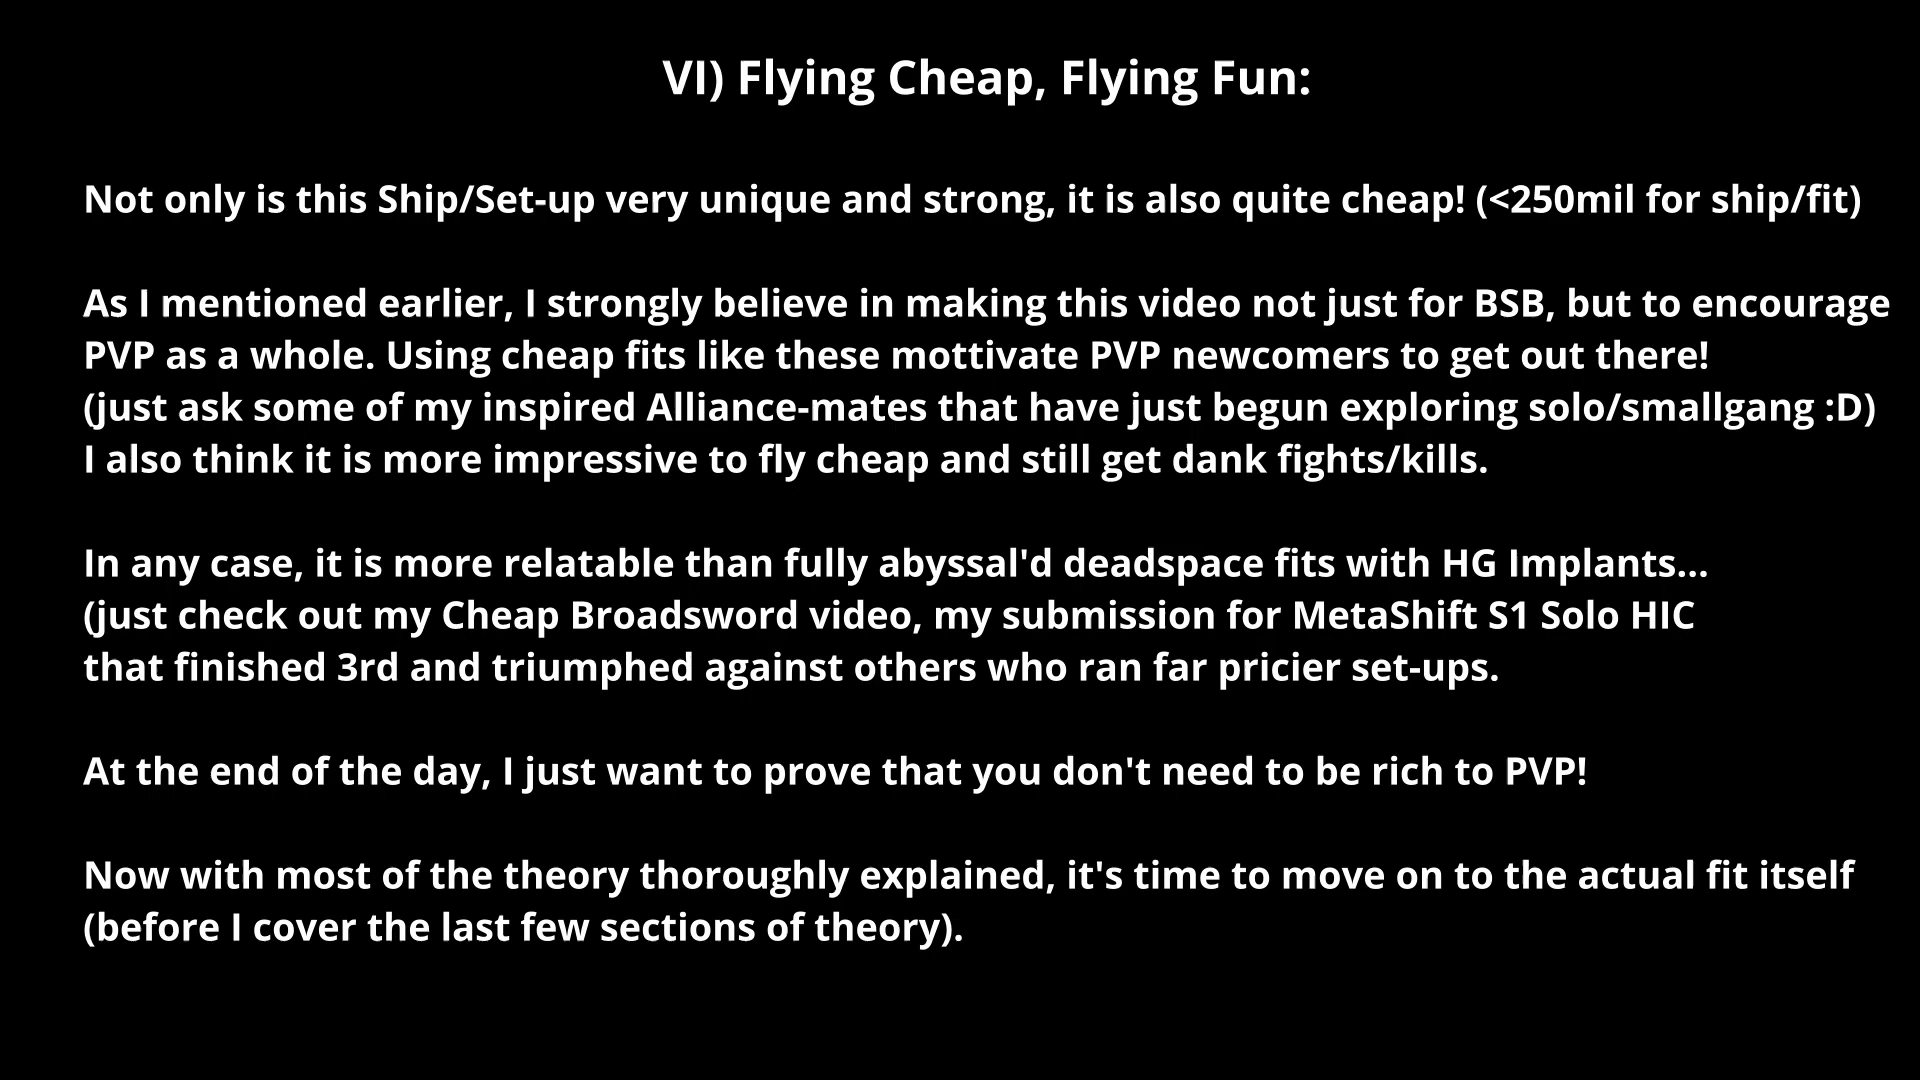 VI) Flying Cheap, Flying Fun:
Not only is this Ship/Set-up very unique and strong, it is also quite cheap! (<250mil for ship/fit)
As I mentioned earlier, I strongly believe in making this video not just for BSB, but to encourage
PVP as a whole. Using cheap fits like these mottivate PVP newcomers to get out there!
(just ask some of my inspired Alliance-mates that have just begun exploring solo/smallgang :D)
I also think it is more impressive to fly cheap and still get dank fights/kills.
In any case, it is more relatable than fully abyssal'd deadspace fits with HG Implants...
(just check out my Cheap Broadsword video, my submission for MetaShift S1 Solo HIC
that finished 3rd and triumphed against others who ran far pricier set-ups.
At the end of the day, I just want to prove that you don't need to be rich to PVP!
Now with most of the theory thoroughly explained, it's time to move on to the actual fit itself
(before I cover the last few sections of theory).